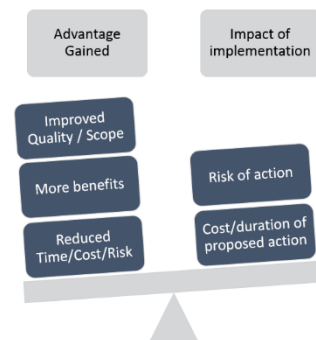 Advantage
Gained
Impact of
implementation
Improved
Quality / Scope
More benefits
Reduced
Time/Cost/Risk
Risk of action
Cost/duration of
proposed action